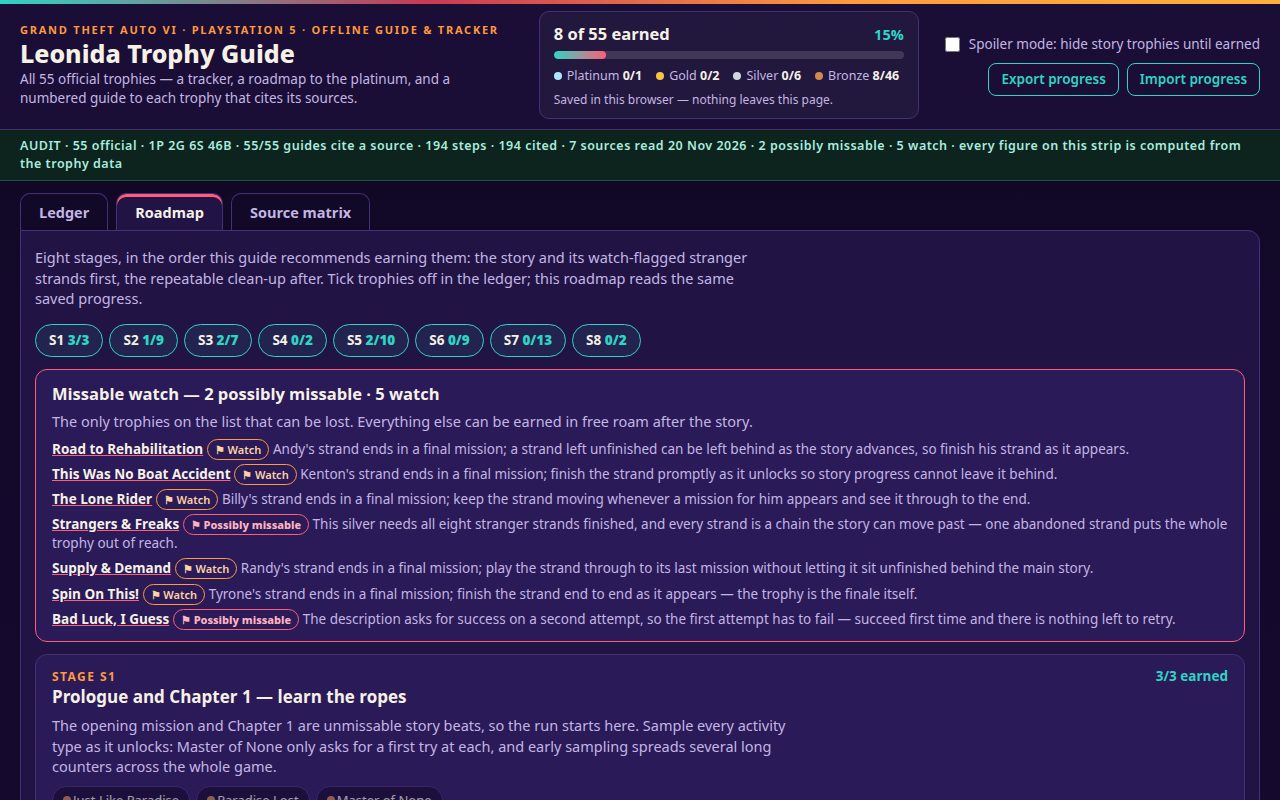 GRAND THEFT AUTO VI · PLAYSTATION 5 · OFFLINE GUIDE & TRACKER
Leonida Trophy Guide
All 55 official trophies — a tracker, a roadmap to the platinum, and a
numbered guide to each trophy that cites its sources.
8 of 55 earned 15%
Platinum 0/1 Gold 0/2 Silver 0/6 Bronze 8/46
Saved in this browser — nothing leaves this page.
Spoiler mode: hide story trophies until earned
Export progress Import progress
AUDIT · 55 official · 1P 2G 6S 46B · 55/55 guides cite a source · 194 steps · 194 cited · 7 sources read 20 Nov 2026 · 2 possibly missable · 5 watch · every figure on this strip is computed from
the trophy data
Ledger Roadmap Source matrix
Eight stages, in the order this guide recommends earning them: the story and its watch-flagged stranger
strands first, the repeatable clean-up after. Tick trophies off in the ledger; this roadmap reads the same
saved progress.
S1 3/3 S2 1/9 S3 2/7 S4 0/2 S5 2/10 S6 0/9 S7 0/13 S8 0/2
Missable watch — 2 possibly missable · 5 watch
The only trophies on the list that can be lost. Everything else can be earned in free roam after the story.
Road to Rehabilitation ⚑ Watch Andy's strand ends in a final mission; a strand left unfinished can be left behind as the story advances, so finish his strand as it appears.
This Was No Boat Accident ⚑ Watch Kenton's strand ends in a final mission; finish the strand promptly as it unlocks so story progress cannot leave it behind.
The Lone Rider ⚑ Watch Billy's strand ends in a final mission; keep the strand moving whenever a mission for him appears and see it through to the end.
Strangers & Freaks ⚑ Possibly missable This silver needs all eight stranger strands finished, and every strand is a chain the story can move past — one abandoned strand puts the whole
trophy out of reach.
Supply & Demand ⚑ Watch Randy's strand ends in a final mission; play the strand through to its last mission without letting it sit unfinished behind the main story.
Spin On This! ⚑ Watch Tyrone's strand ends in a final mission; finish the strand end to end as it appears — the trophy is the finale itself.
Bad Luck, I Guess ⚑ Possibly missable The description asks for success on a second attempt, so the first attempt has to fail — succeed first time and there is nothing left to retry.
STAGE S1 3/3 earned
Prologue and Chapter 1 — learn the ropes
The opening mission and Chapter 1 are unmissable story beats, so the run starts here. Sample every activity
type as it unlocks: Master of None only asks for a first try at each, and early sampling spreads several long
counters across the whole game.
Just Like Paradise Paradise Lost Master of None